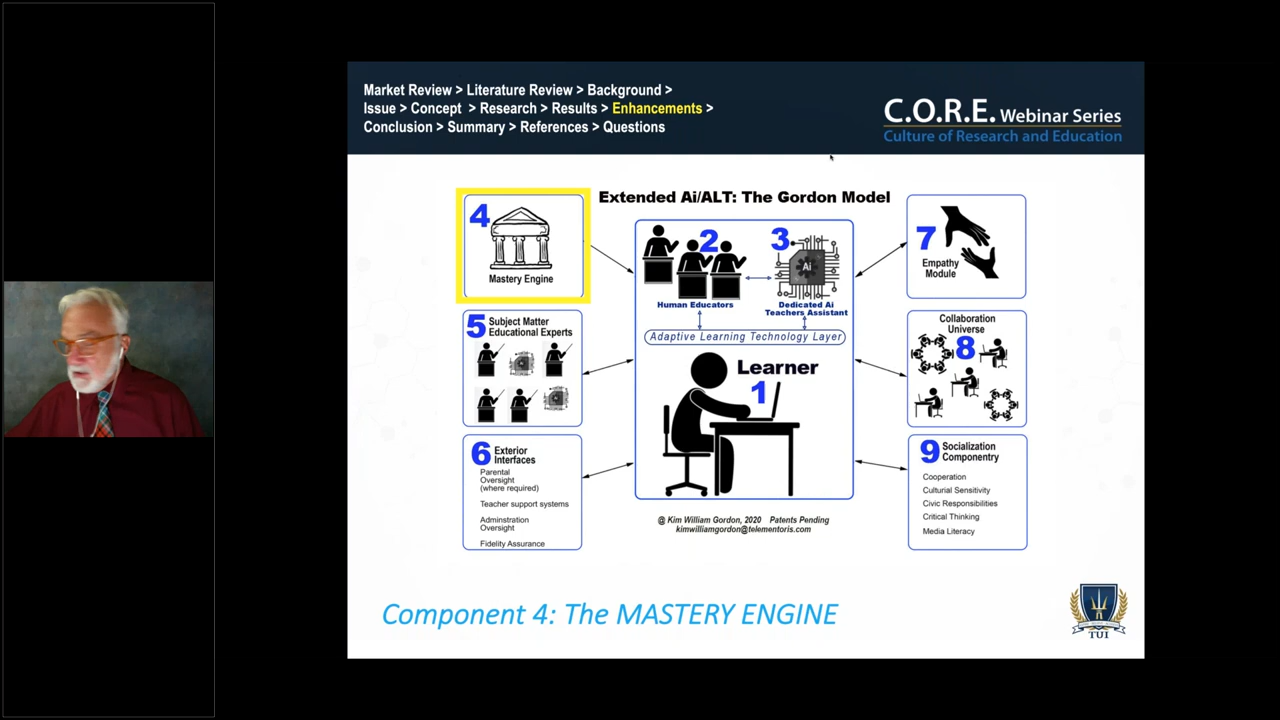 Market Review > Literature Review > Background >
Issue > Concept > Research > Results > Enhancements >
Conclusion > Summary > References > Questions
C.O.R.E. Webinar Series
Culture of Research and Education
Extended Ai/ALT: The Gordon Model
4
Mastery Engine
5 Subject Matter
Educational Experts
6 Exterior
Interfaces
Parental
Oversight
(where required)
Teacher support systems
Adminstration
Oversight
Fidelity Assurance
2
Human Educators
3
Ai
Dedicated Ai
Teachers Assistant
Adaptive Learning Technology Layer
Learner
1
@ Kim William Gordon, 2020 Patents Pending
kimwilliamgordon@telementoris.com
7
Empathy
Module
Collaboration
Universe
8
9 Socialization
Componentry
Cooperation
Culturial Sensitivity
Civic Responsibilities
Critical Thinking
Media Literacy
Component 4: The MASTERY ENGINE
TUI